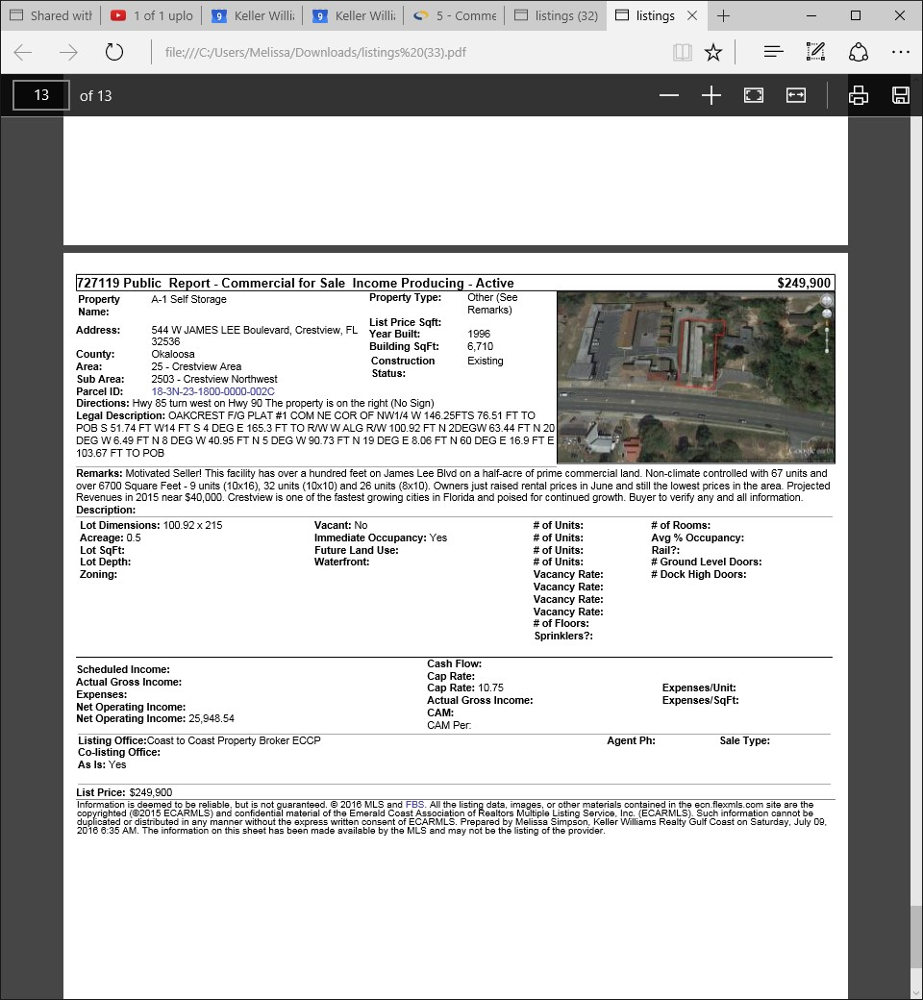 Shared with
1 of 1 uplo
9 Keller Willi
9 Keller Willi
5 - Comme
listings (32)
listings
file:///C:/Users/Melissa/Downloads/listings%20(33).pdf
13 of 13
727119 Public Report - Commercial for Sale Income Producing - Active $249,900
Property Name: A-1 Self Storage
Address: 544 W JAMES LEE Boulevard, Crestview, FL 32536
County: Okaloosa
Area: 25 - Crestview Area
Sub Area: 2503 - Crestview Northwest
Parcel ID: 18-3N-23-1800-0000-002C
Property Type: Other (See Remarks)
List Price Sqft:
Year Built: 1996
Building SqFt: 6,710
Construction Status: Existing
Google earth
Directions: Hwy 85 turn west on Hwy 90 The property is on the right (No Sign)
Legal Description: OAKCREST F/G PLAT #1 COM NE COR OF NW1/4 W 146.25FTS 76.51 FT TO
POB S 51.74 FT W14 FT S 4 DEG E 165.3 FT TO R/W W ALG R/W 100.92 FT N 2DEGW 63.44 FT N 20
DEG W 6.49 FT N 8 DEG W 40.95 FT N 5 DEG W 90.73 FT N 19 DEG E 8.06 FT N 60 DEG E 16.9 FT E
103.67 FT TO POB
Remarks: Motivated Seller! This facility has over a hundred feet on James Lee Blvd on a half-acre of prime commercial land. Non-climate controlled with 67 units and
over 6700 Square Feet - 9 units (10x16), 32 units (10x10) and 26 units (8x10). Owners just raised rental prices in June and still the lowest prices in the area. Projected
Revenues in 2015 near $40,000. Crestview is one of the fastest growing cities in Florida and poised for continued growth. Buyer to verify any and all information.
Description:
Lot Dimensions: 100.92 x 215
Acreage: 0.5
Lot SqFt:
Lot Depth:
Zoning:
Vacant: No
Immediate Occupancy: Yes
Future Land Use:
Waterfront:
# of Units:
# of Units:
# of Units:
# of Units:
Vacancy Rate:
Vacancy Rate:
Vacancy Rate:
Vacancy Rate:
# of Floors:
Sprinklers?:
# of Rooms:
Avg % Occupancy:
Rail?:
# Ground Level Doors:
# Dock High Doors:
Scheduled Income:
Actual Gross Income:
Expenses:
Net Operating Income:
Net Operating Income: 25,948.54
Cash Flow:
Cap Rate:
Cap Rate: 10.75
Actual Gross Income:
CAM:
CAM Per:
Expenses/Unit:
Expenses/SqFt:
Listing Office:Coast to Coast Property Broker ECCP Agent Ph: Sale Type:
Co-listing Office:
As Is: Yes
List Price: $249,900
Information is deemed to be reliable, but is not guaranteed. © 2016 MLS and FBS. All the listing data, images, or other materials contained in the ecn.flexmls.com site are the
copyrighted (©2015 ECARMLS) and confidential material of the Emerald Coast Association of Realtors Multiple Listing Service, Inc. (ECARMLS). Such information cannot be
duplicated or distributed in any manner without the express written consent of ECARMLS. Prepared by Melissa Simpson, Keller Williams Realty Gulf Coast on Saturday, July 09,
2016 6:35 AM. The information on this sheet has been made available by the MLS and may not be the listing of the provider.